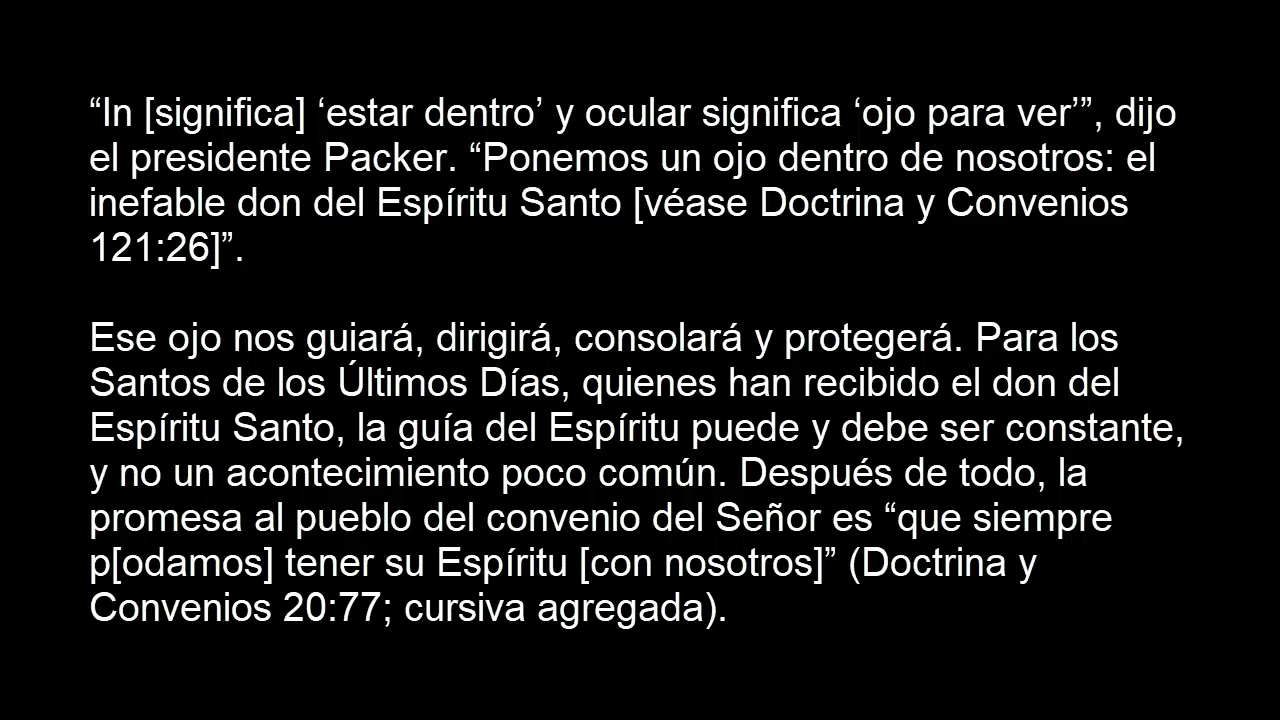 “In [significa] ‘estar dentro’ y ocular significa ‘ojo para ver’”, dijo
el presidente Packer. “Ponemos un ojo dentro de nosotros: el
inefable don del Espíritu Santo [véase Doctrina y Convenios
121:26]”.
Ese ojo nos guiará, dirigirá, consolará y protegerá. Para los
Santos de los Últimos Días, quienes han recibido el don del
Espíritu Santo, la guía del Espíritu puede y debe ser constante,
y no un acontecimiento poco común. Después de todo, la
promesa al pueblo del convenio del Señor es “que siempre
p[odamos] tener su Espíritu [con nosotros]” (Doctrina y
Convenios 20:77; cursiva agregada).